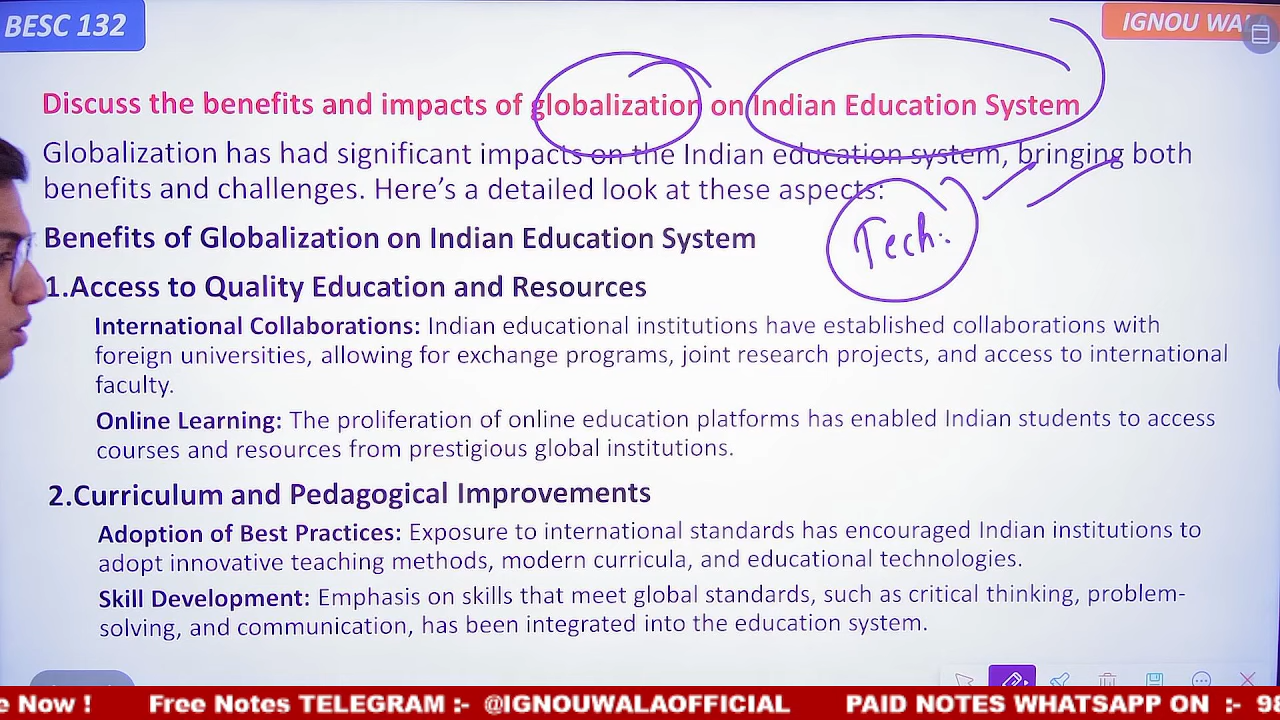 BESC 132
IGNOU WA
Discuss the benefits and impacts of globalization on Indian Education System
Globalization has had significant impacts on the Indian education system, bringing both
benefits and challenges. Here's a detailed look at these aspects:
Tech.
Benefits of Globalization on Indian Education System
1.Access to Quality Education and Resources
International Collaborations: Indian educational institutions have established collaborations with
foreign universities, allowing for exchange programs, joint research projects, and access to international
faculty.
Online Learning: The proliferation of online education platforms has enabled Indian students to access
courses and resources from prestigious global institutions.
2.Curriculum and Pedagogical Improvements
Adoption of Best Practices: Exposure to international standards has encouraged Indian institutions to
adopt innovative teaching methods, modern curricula, and educational technologies.
Skill Development: Emphasis on skills that meet global standards, such as critical thinking, problem-
solving, and communication, has been integrated into the education system.
e Now ! Free Notes TELEGRAM :- @IGNOUWALAOFFICIAL PAID NOTES WHATSAPP ON :- 98